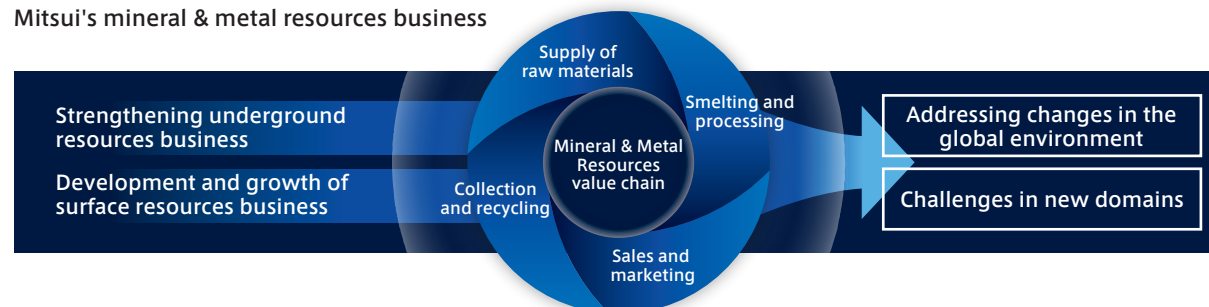 Mitsui's mineral & metal resources business
Supply of
raw materials
Strengthening underground
resources business
Smelting and
processing
Addressing changes in the
global environment
Mineral & Metal
Resources
value chain
Development and growth of
surface resources business
Collection
and recycling
Challenges in new domains
Sales and
marketing